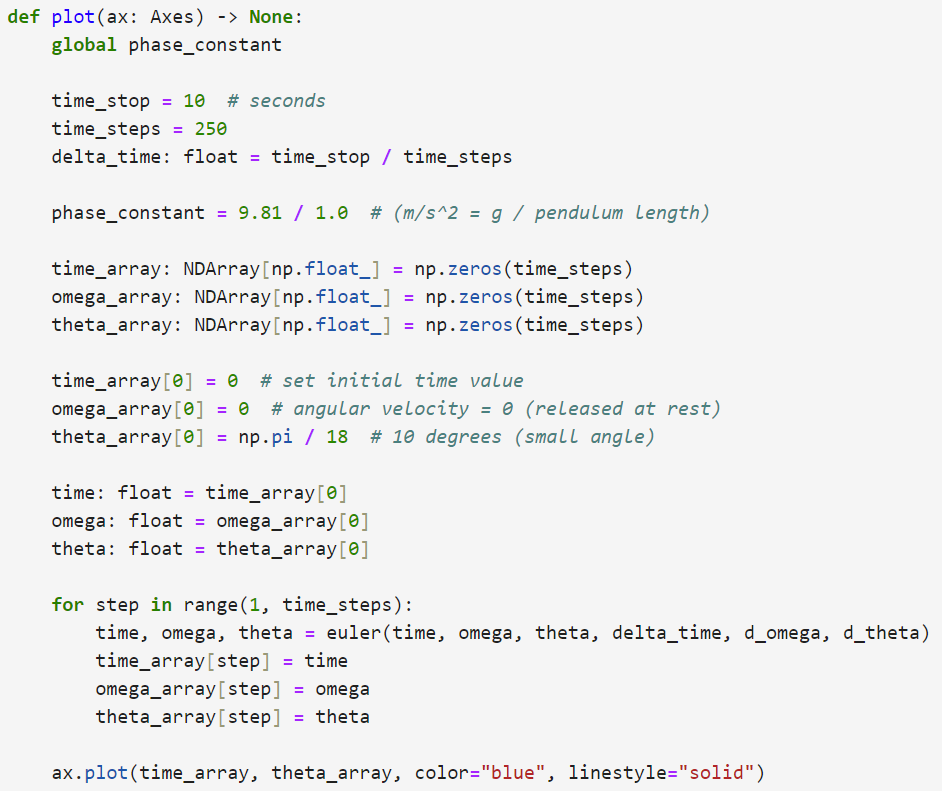 def plot(ax: Axes) -> None:
    global phase_constant

    time_stop = 10  # seconds
    time_steps = 250
    delta_time: float = time_stop / time_steps

    phase_constant = 9.81 / 1.0  # (m/s^2 = g / pendulum length)

    time_array: NDArray[np.float_] = np.zeros(time_steps)
    omega_array: NDArray[np.float_] = np.zeros(time_steps)
    theta_array: NDArray[np.float_] = np.zeros(time_steps)

    time_array[0] = 0  # set initial time value
    omega_array[0] = 0  # angular velocity = 0 (released at rest)
    theta_array[0] = np.pi / 18  # 10 degrees (small angle)

    time: float = time_array[0]
    omega: float = omega_array[0]
    theta: float = theta_array[0]

    for step in range(1, time_steps):
        time, omega, theta = euler(time, omega, theta, delta_time, d_omega, d_theta)
        time_array[step] = time
        omega_array[step] = omega
        theta_array[step] = theta

    ax.plot(time_array, theta_array, color="blue", linestyle="solid")